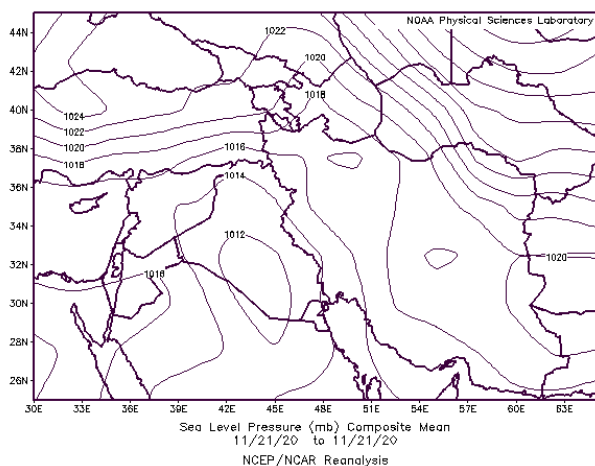 NOAA Physical Sciences Laboratory
44N
42N
40N
38N
36N
34N
32N
30N
28N
26N
1022
1020
1018
1024
1022
1020
1018
1016
1014
1012
1016
1020
30E 33E 36E 39E 42E 45E 48E 51E 54E 57E 60E 63E
Sea Level Pressure (mb) Composite Mean
11/21/20 to 11/21/20
NCEP/NCAR Reanalysis